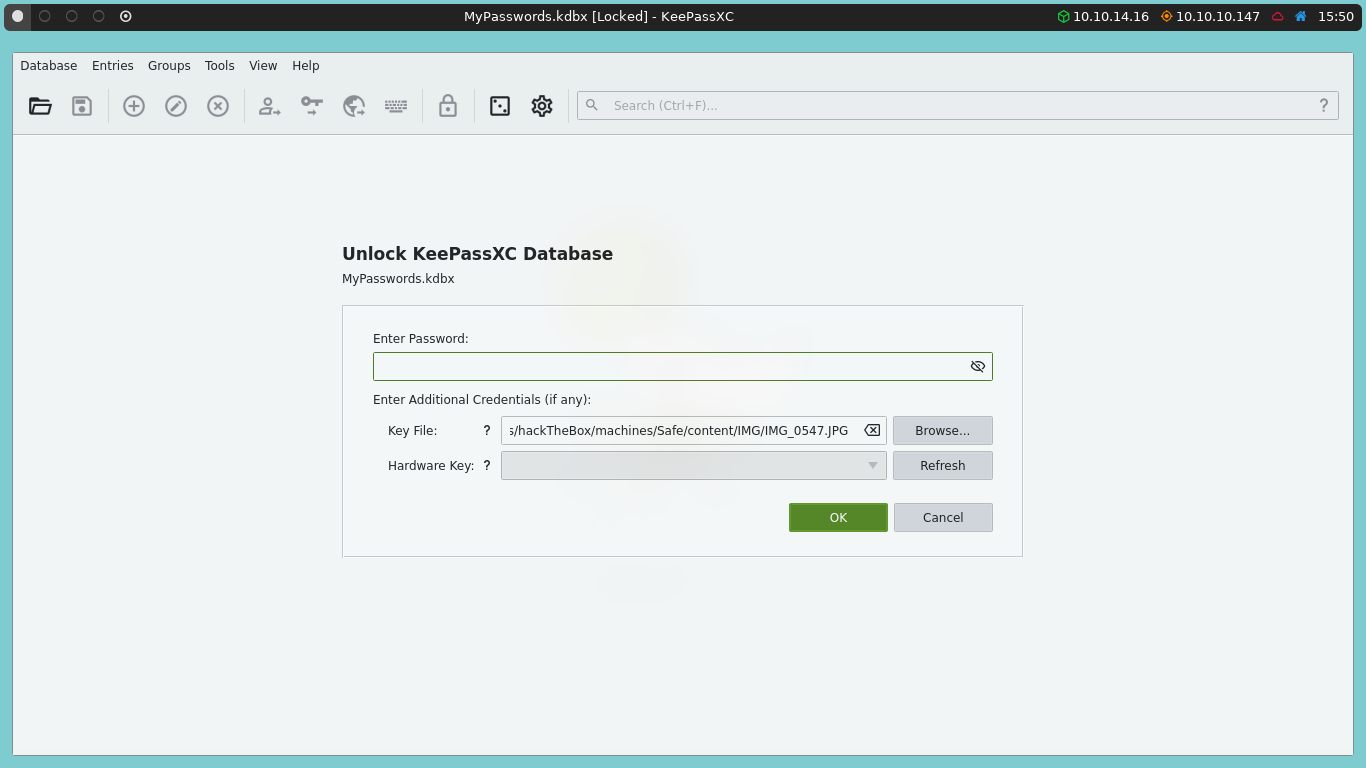 MyPasswords.kdbx [Locked] - KeePassXC
10.10.14.16
10.10.10.147
15:50
Database Entries Groups Tools View Help
Search (Ctrl+F)... ?
Unlock KeePassXC Database
MyPasswords.kdbx
Enter Password:
Enter Additional Credentials (if any):
Key File: ? s/hackTheBox/machines/Safe/content/IMG/IMG_0547.JPG Browse...
Hardware Key: ? Refresh
OK Cancel